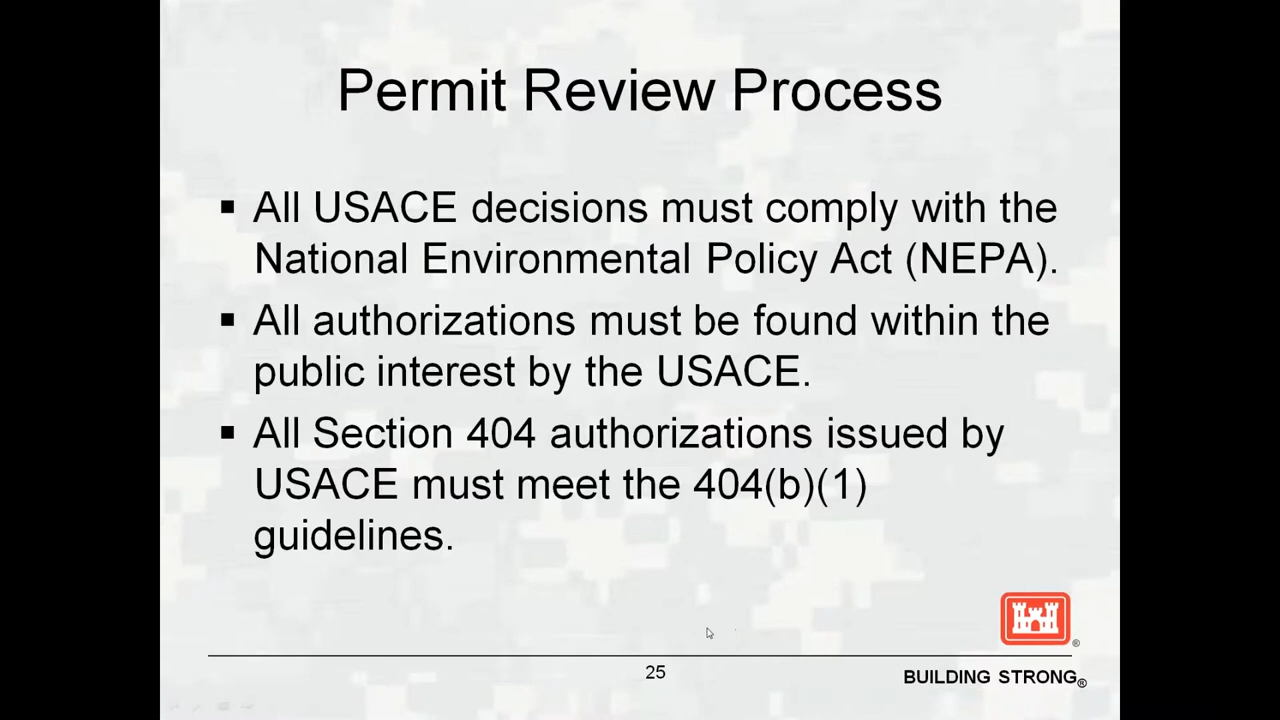 Permit Review Process
▪ All USACE decisions must comply with the
National Environmental Policy Act (NEPA).
▪ All authorizations must be found within the
public interest by the USACE.
▪ All Section 404 authorizations issued by
USACE must meet the 404(b)(1)
guidelines.
®
25
BUILDING STRONG®